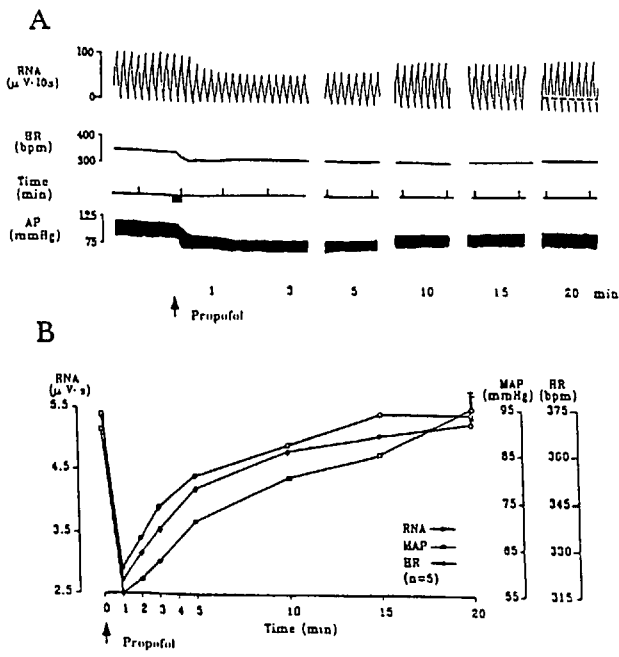 A
RNA
(μ V·10s)
100
0
HR
(bpm)
400
300
Time
(min)
AP
(mmHg)
125
75
1 3 5 10 15 20 min
Propofol
B
RNA
(μ V·s)
MAP
(mmHg)
HR
(bpm)
5.5
4.5
3.5
2.5
95
85
75
65
55
375
360
345
330
315
RNA
MAP
HR
(n=5)
0 1 2 3 4 5 10 15 20
Time (min)
Propofol